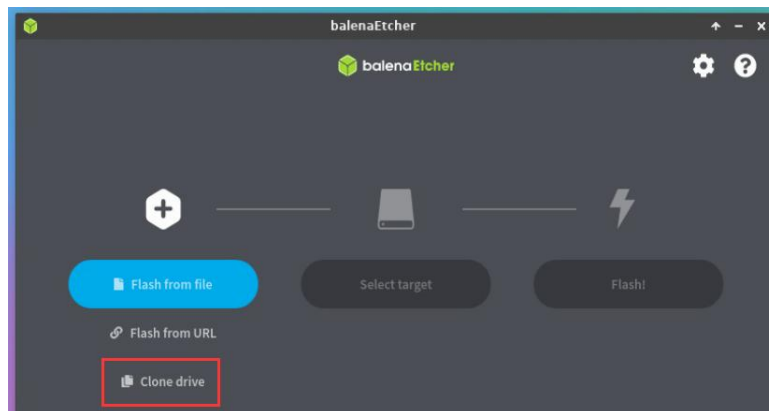 balenaEtcher
balenaEtcher
Flash from file
Select target
Flash!
Flash from URL
Clone drive